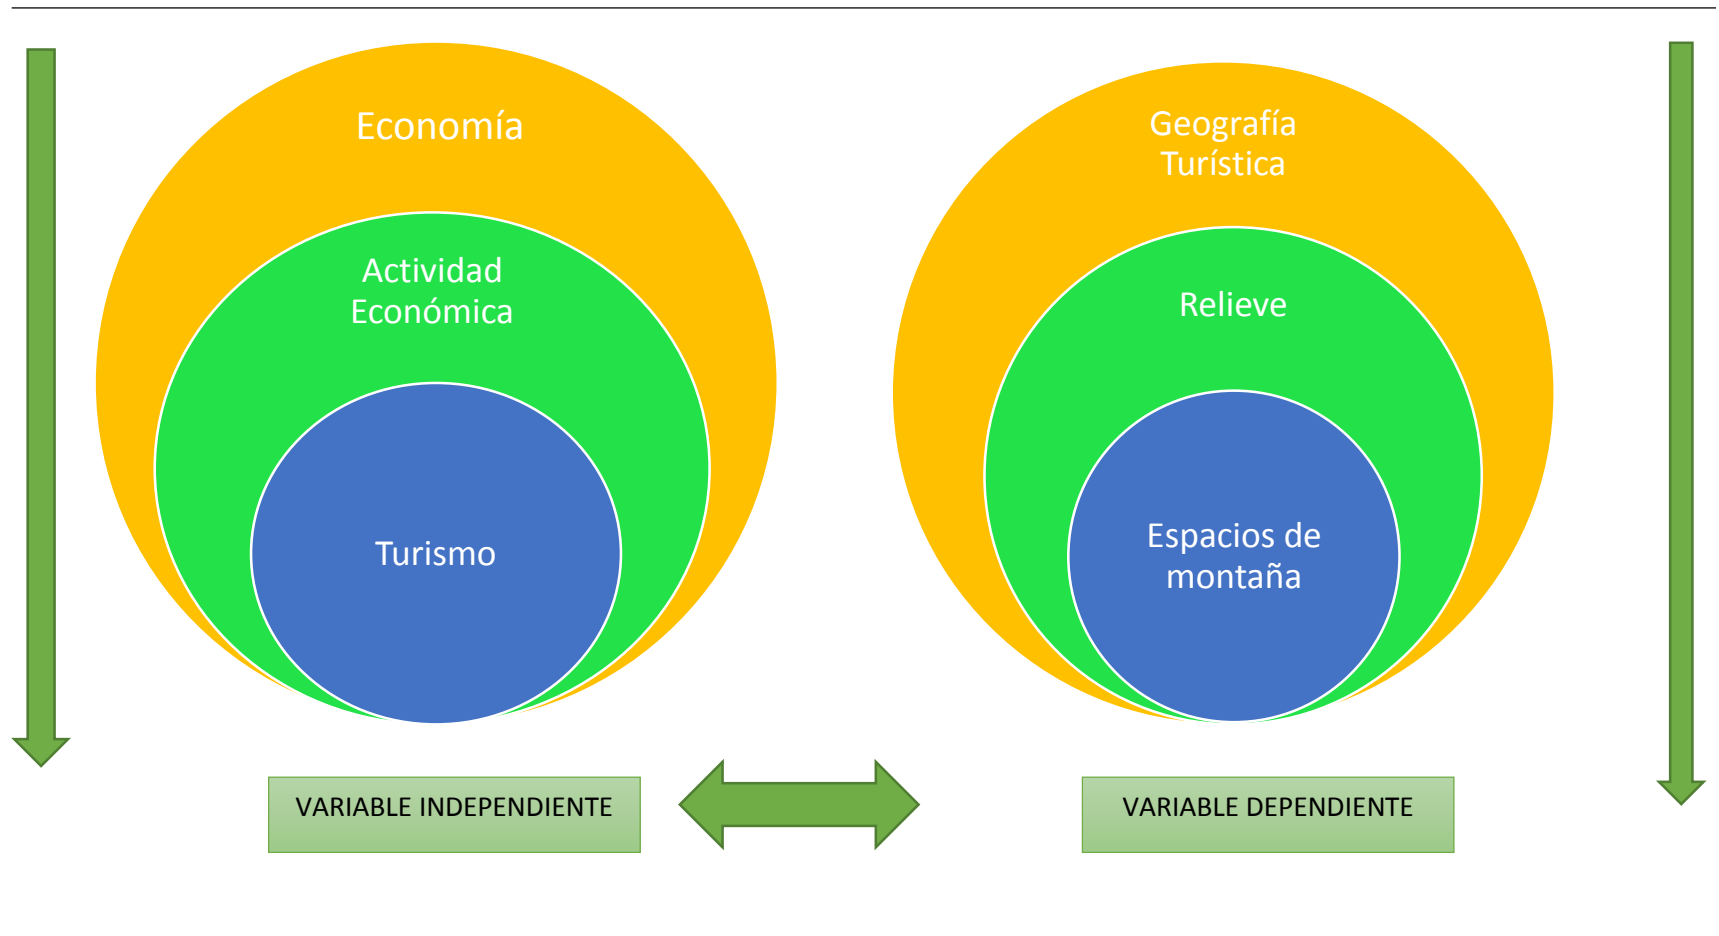 Economía
Actividad
Económica
Turismo
Geografía
Turística
Relieve
Espacios de
montaña
VARIABLE INDEPENDIENTE
VARIABLE DEPENDIENTE